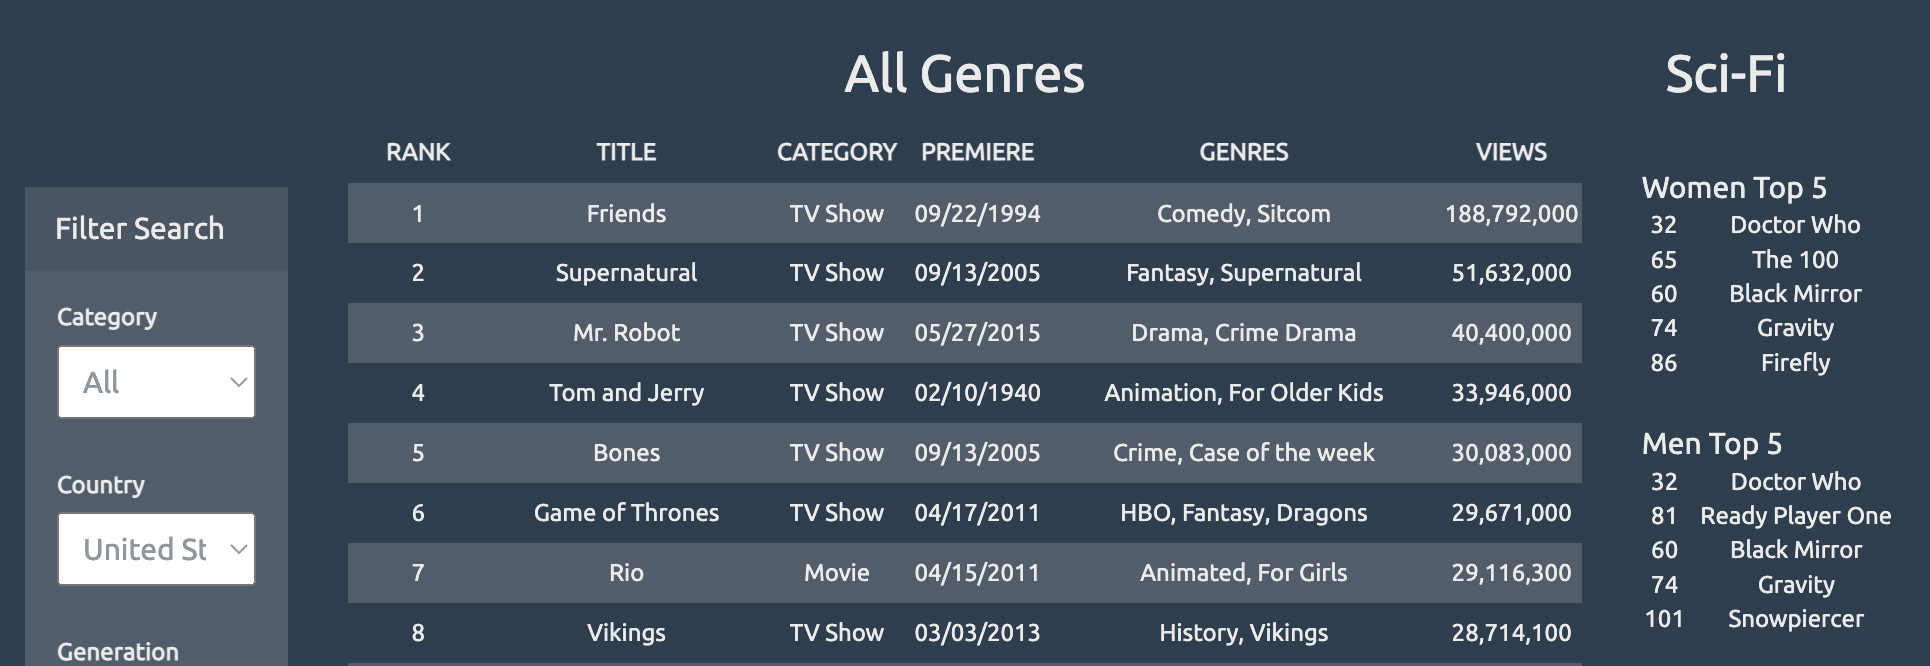 All Genres
Sci-Fi
RANK TITLE CATEGORY PREMIERE GENRES VIEWS
1 Friends TV Show 09/22/1994 Comedy, Sitcom 188,792,000
2 Supernatural TV Show 09/13/2005 Fantasy, Supernatural 51,632,000
3 Mr. Robot TV Show 05/27/2015 Drama, Crime Drama 40,400,000
4 Tom and Jerry TV Show 02/10/1940 Animation, For Older Kids 33,946,000
5 Bones TV Show 09/13/2005 Crime, Case of the week 30,083,000
6 Game of Thrones TV Show 04/17/2011 HBO, Fantasy, Dragons 29,671,000
7 Rio Movie 04/15/2011 Animated, For Girls 29,116,300
8 Vikings TV Show 03/03/2013 History, Vikings 28,714,100
Filter Search
Category
All
Country
United St
Generation
Women Top 5
32 Doctor Who
65 The 100
60 Black Mirror
74 Gravity
86 Firefly
Men Top 5
32 Doctor Who
81 Ready Player One
60 Black Mirror
74 Gravity
101 Snowpiercer